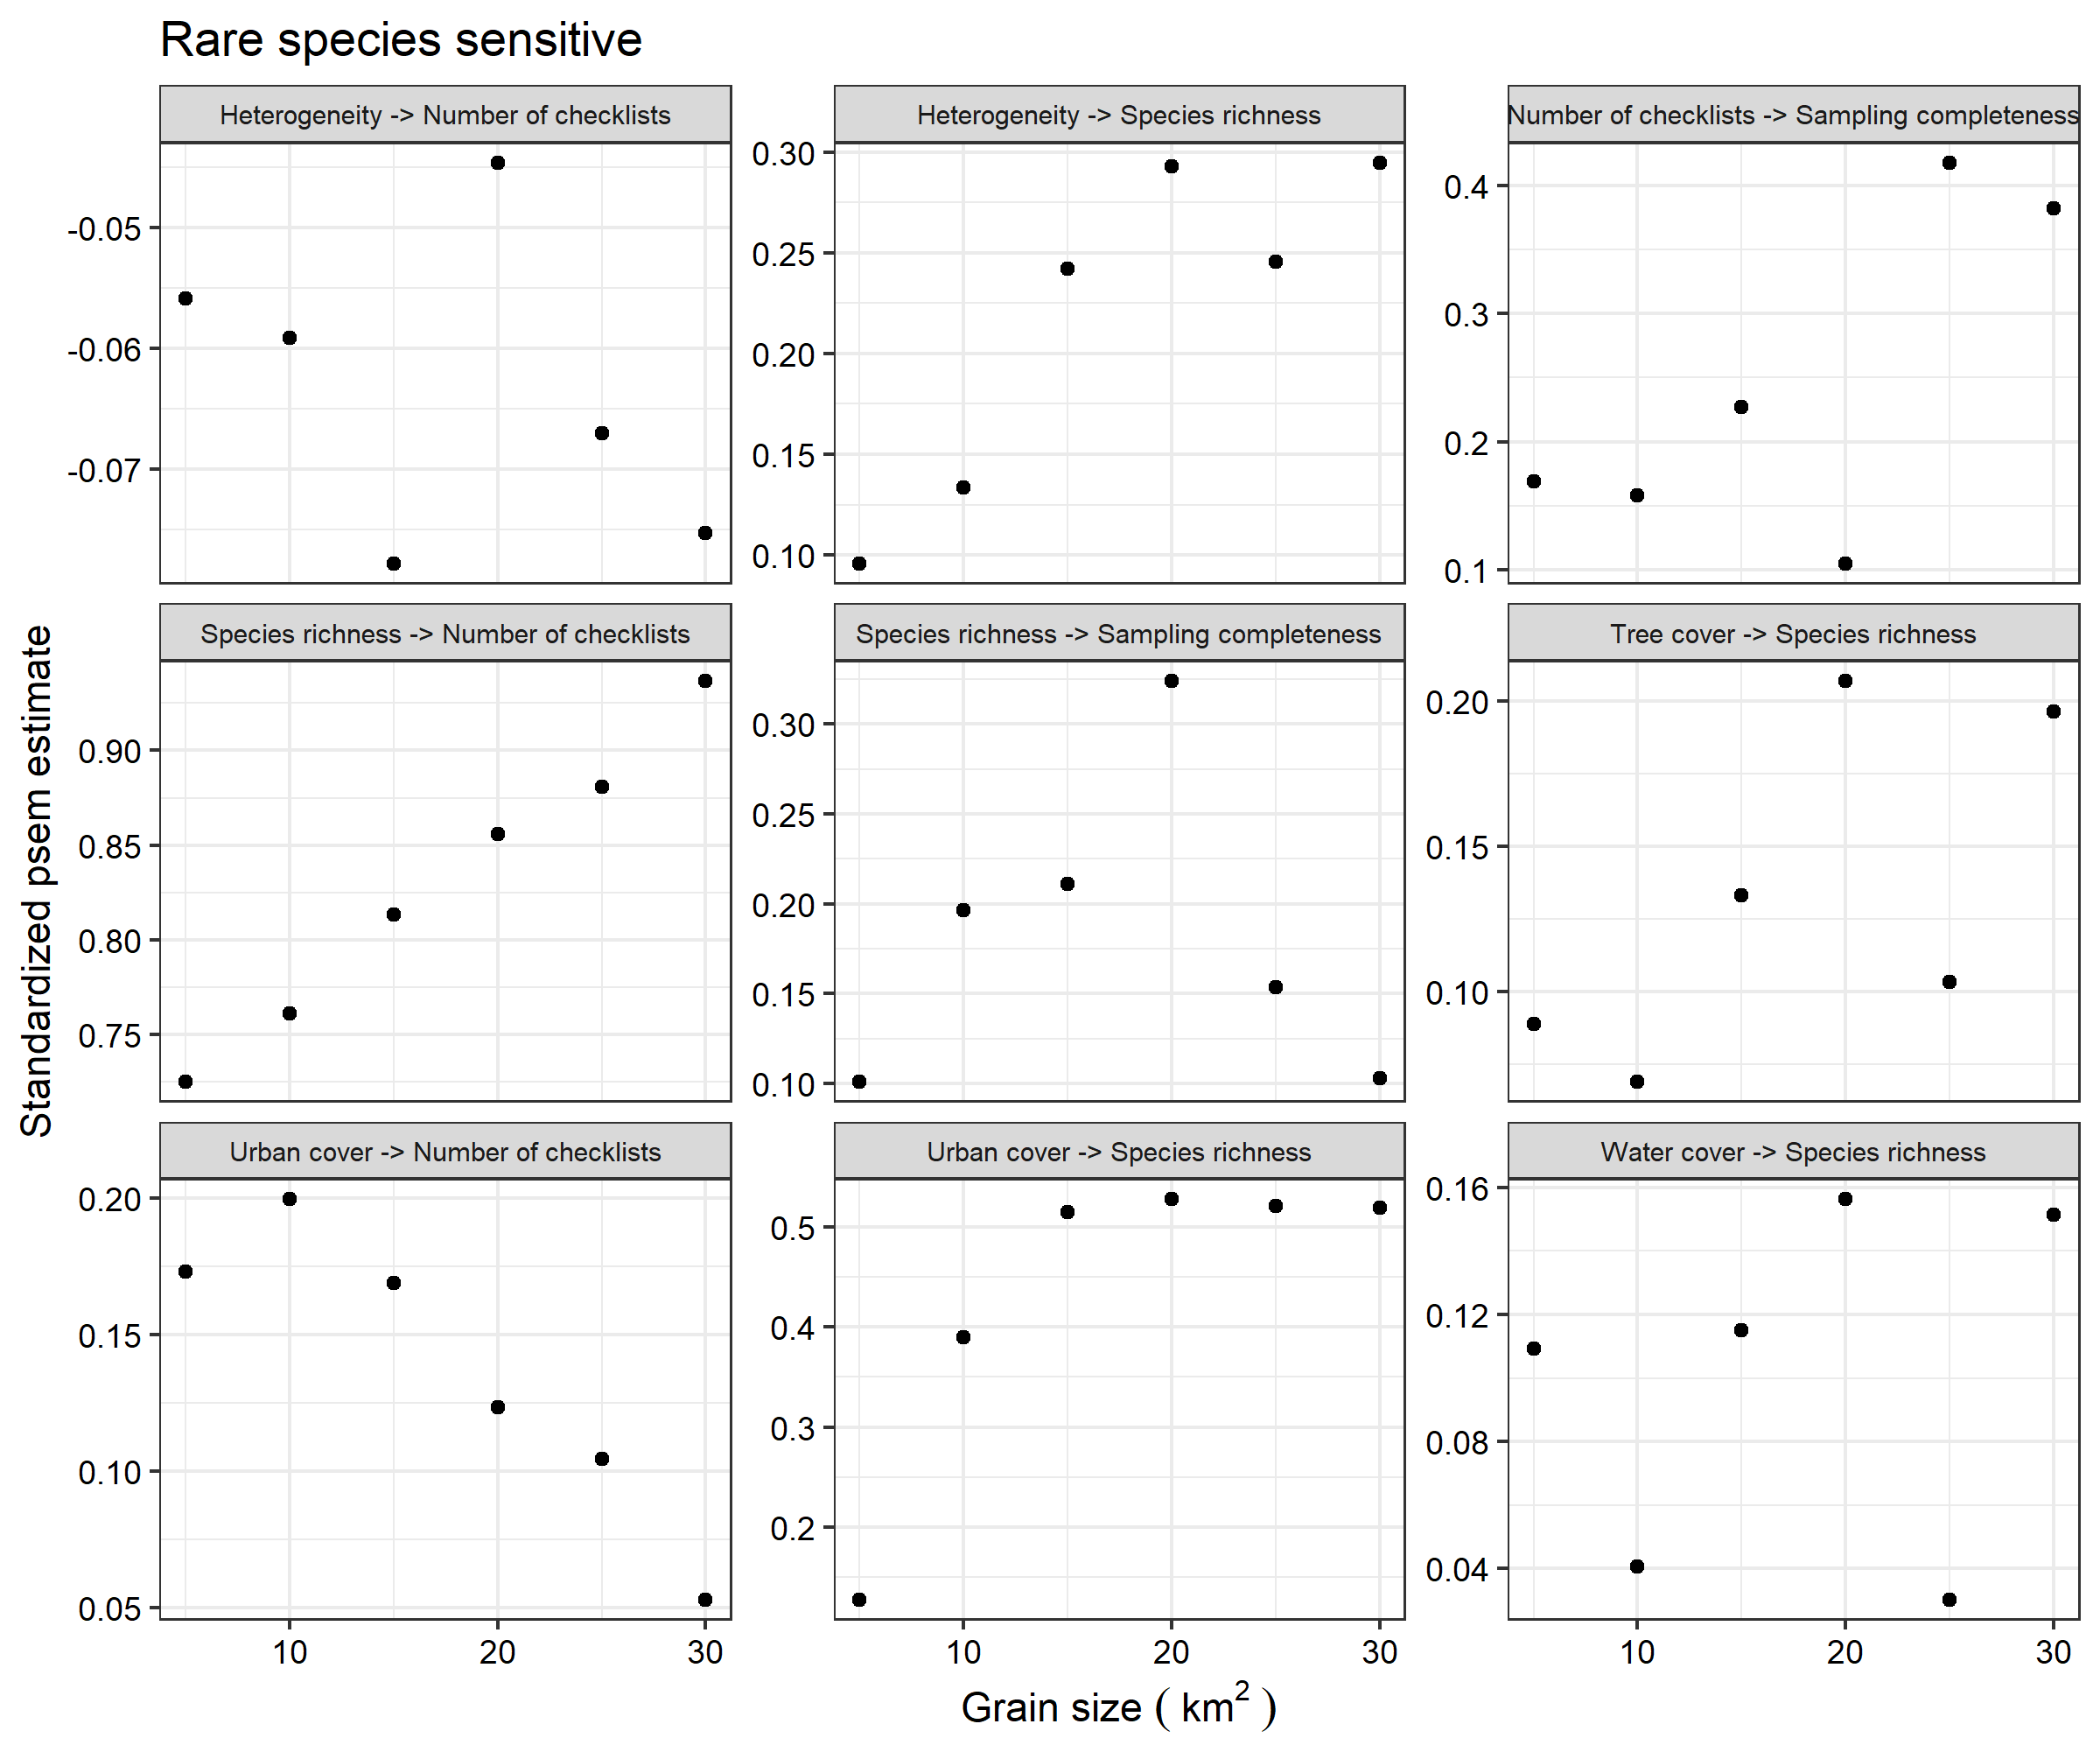 Rare species sensitive
Heterogeneity -> Number of checklists
Heterogeneity -> Species richness
Number of checklists -> Sampling completeness
-0.05
-0.06
-0.07
0.30
0.25
0.20
0.15
0.10
0.4
0.3
0.2
0.1
Species richness -> Number of checklists
Species richness -> Sampling completeness
Tree cover -> Species richness
0.90
0.85
0.80
0.75
0.30
0.25
0.20
0.15
0.10
0.20
0.15
0.10
Urban cover -> Number of checklists
Urban cover -> Species richness
Water cover -> Species richness
0.20
0.15
0.10
0.05
0.5
0.4
0.3
0.2
0.16
0.12
0.08
0.04
10 20 30
10 20 30
10 20 30
Standardized psem estimate
Grain size ( km² )